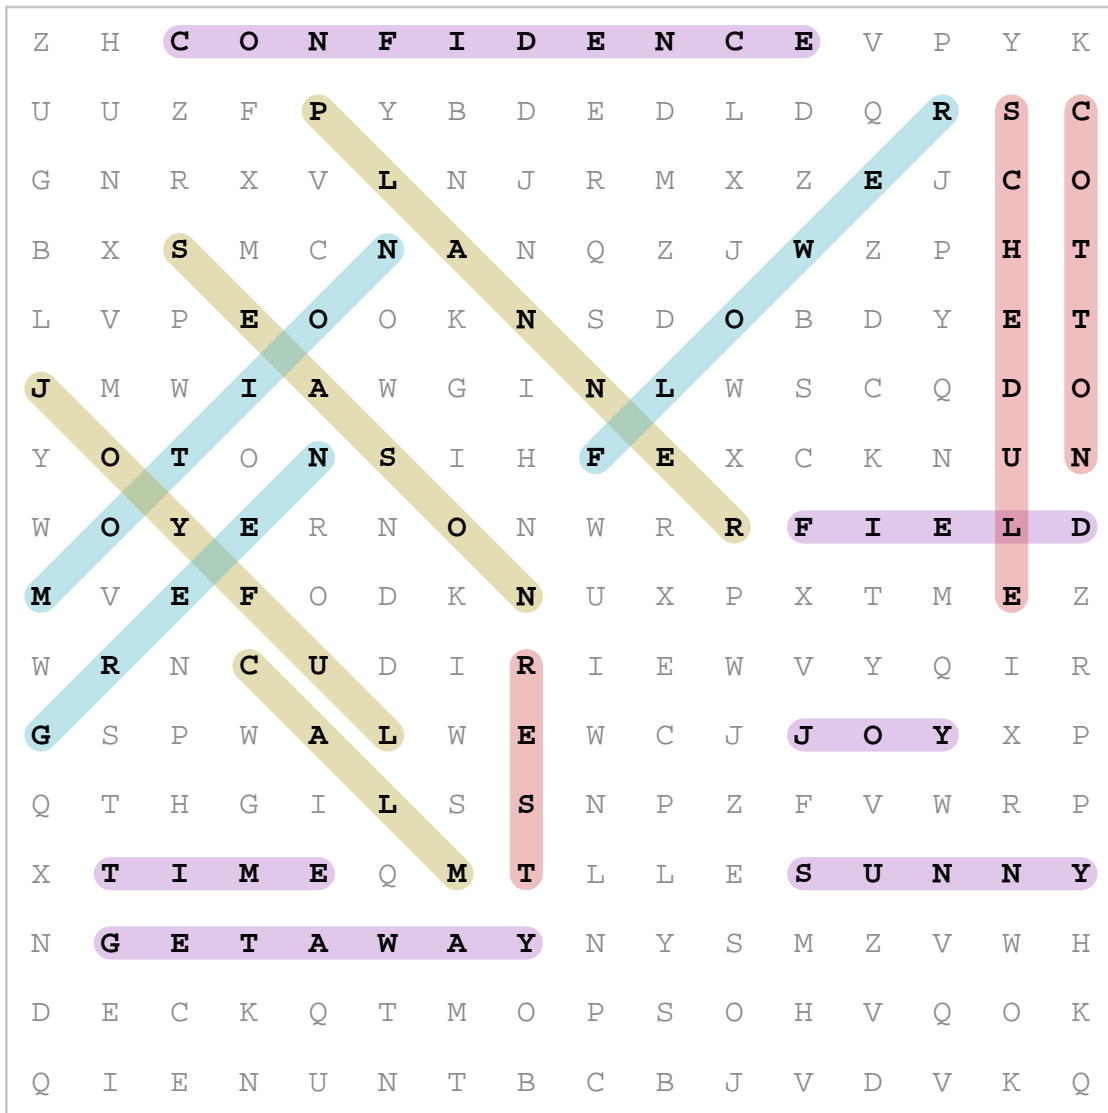 Z H C O N F I D E N C E V P Y K
U U Z F P Y B D E D L D Q R S C
G N R X V L N J R M X Z E J C O
B X S M C N A N Q Z J W Z P H T
L V P E O O K N S D O B D Y E T
J M W I A W G I N L W S C Q D O
Y O T O N S I H F E X C K N U N
W O Y E R N O N W R R F I E L D
M V E F O D K N U X P X T M E Z
W R N C U D I R I E W V Y Q I R
G S P W A L W E W C J J O Y X P
Q T H G I L S S N P Z F V W R P
X T I M E Q M T L L E S U N N Y
N G E T A W A Y N Y S M Z V W H
D E C K Q T M O P S O H V Q O K
Q I E N U N T B C B J V D V K Q